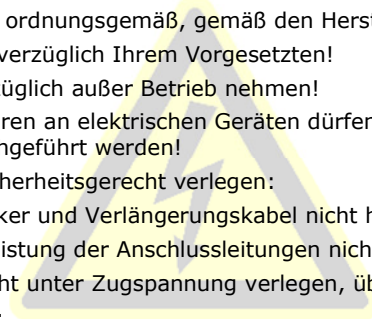 ordnungsgemäß, gemäß den Herst
verzüglich Ihrem Vorgesetzten!
züglich außer Betrieb nehmen!
ren an elektrischen Geräten dürfen
ngeführt werden!
herheitsgerecht verlegen:
ker und Verlängerungskabel nicht h
istung der Anschlussleitungen nich
ht unter Zugspannung verlegen, üb